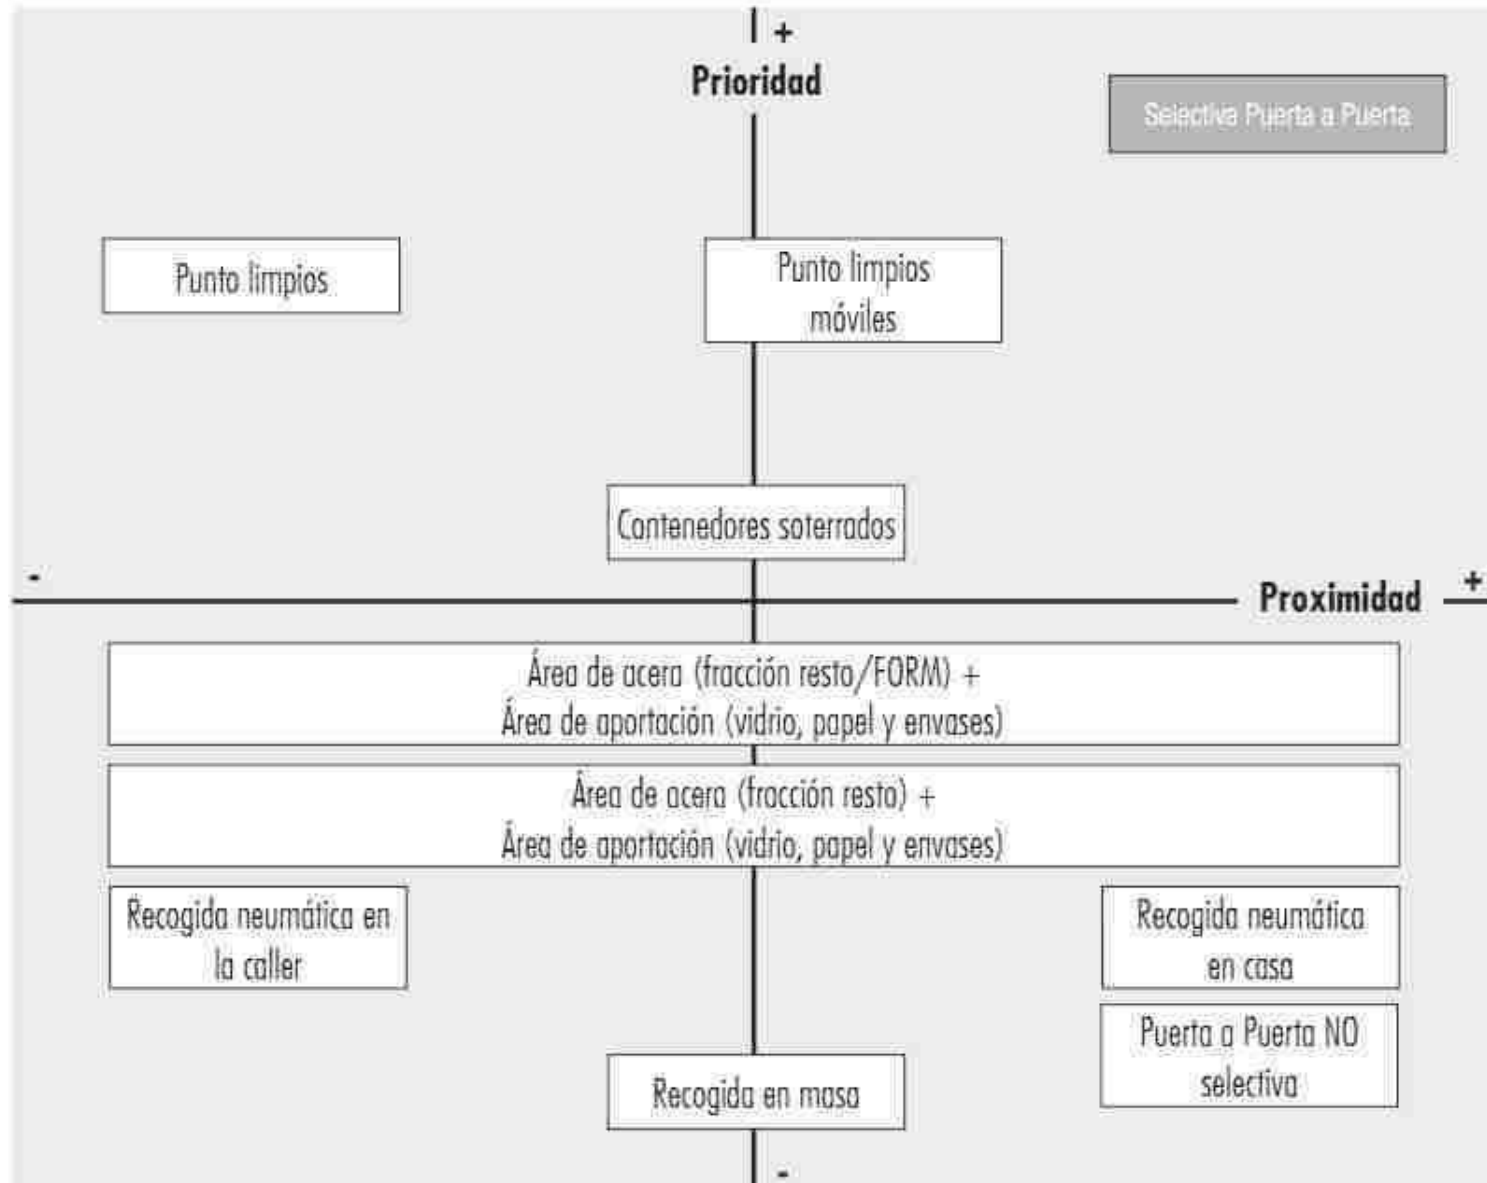 +
Prioridad
Selectiva Puerta a Puerta
Punto limpios
Punto limpios
móviles
Contenedores soterrados
-
Proximidad
+
Área de acera (fracción resto/FORM) +
Área de aportación (vidrio, papel y envases)
Área de acera (fracción resto) +
Área de aportación (vidrio, papel y envases)
Recogida neumática en
la caller
Recogida neumática
en casa
Puerta a Puerta NO
selectiva
Recogida en masa
-